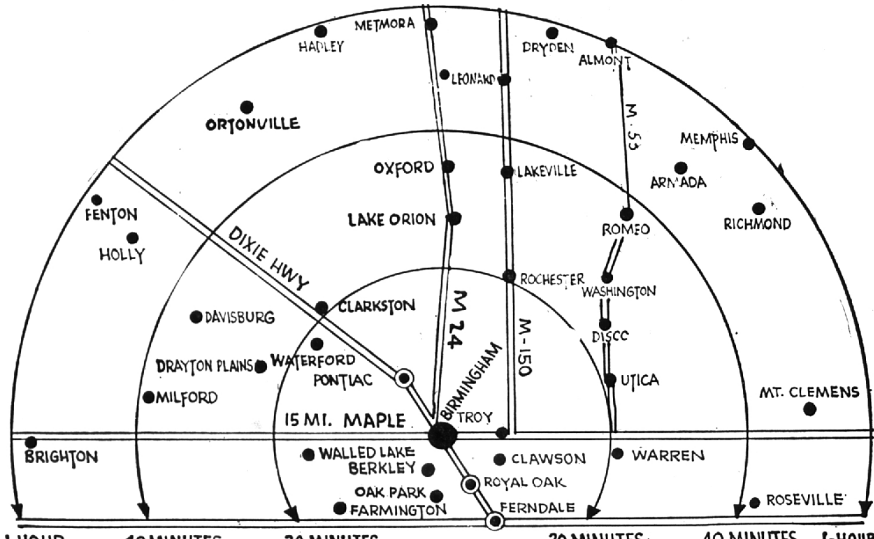 METMORA
HADLEY
DRYDEN
ALMONT
LEONARD
ORTONVILLE
M-53
MEMPHIS
OXFORD
LAKEVILLE
ARMADA
FENTON
LAKE ORION
RICHMOND
HOLLY
DIXIE HWY
ROMEO
ROCHESTER
WASHINGTON
CLARKSTON
DAVISBURG
M 24
M-150
DISCO
DRAYTON PLAINS
WATERFORD
PONTIAC
BIRMINGHAM
UTICA
MILFORD
MT. CLEMENS
15 MI. MAPLE
TROY
BRIGHTON
WALLED LAKE
CLAWSON
WARREN
BERKLEY
ROYAL OAK
OAK PARK
FARMINGTON
FERNDALE
ROSEVILLE